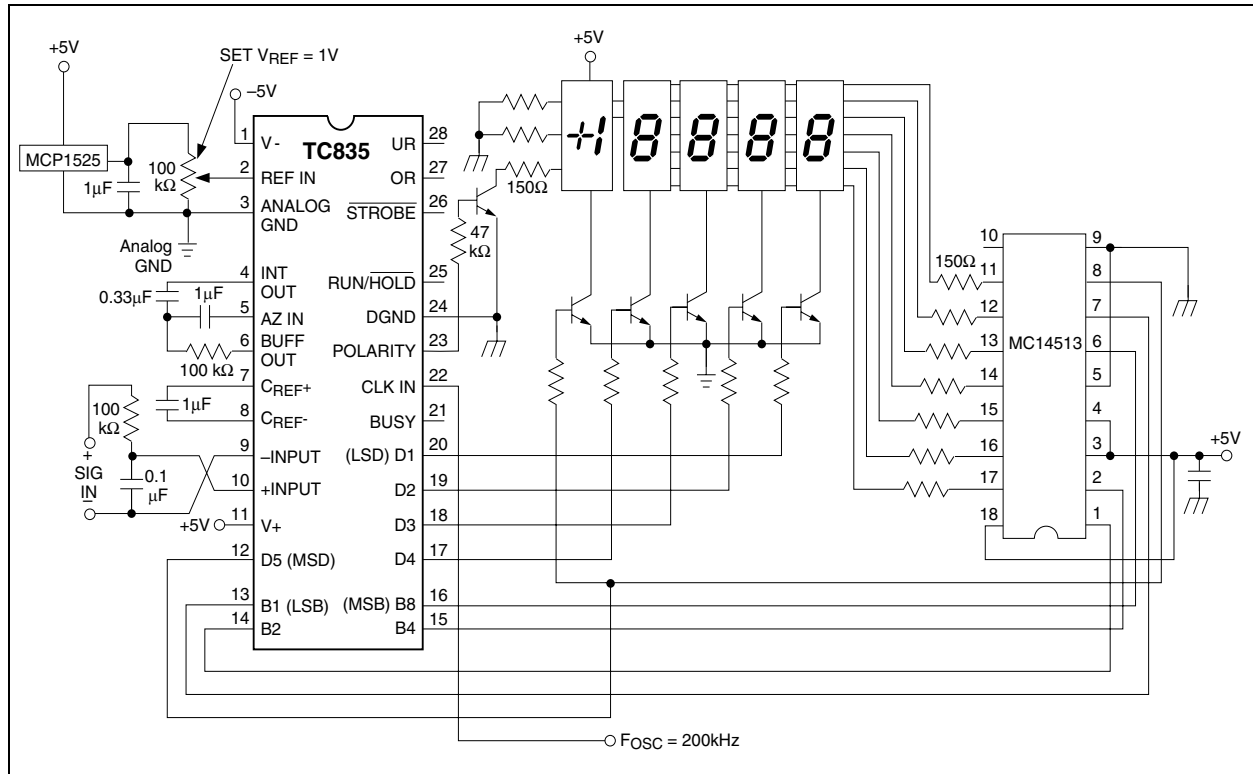 +5V
SET VREF = 1V
–5V
+5V
MCP1525
1µF
100
kΩ
Analog
GND
TC835
1 V-
2 REF IN
3 ANALOG
GND
4 INT
OUT
5 AZ IN
6 BUFF
OUT
7 CREF+
8 CREF-
9 –INPUT
10 +INPUT
11 V+
12 D5 (MSD)
13 B1 (LSB)
14 B2
UR 28
OR 27
STROBE 26
RUN/HOLD 25
DGND 24
POLARITY 23
CLK IN 22
BUSY 21
(LSD) D1 20
D2 19
D3 18
D4 17
(MSB) B8 16
B4 15
0.33µF
1µF
100 kΩ
1µF
100
kΩ
+
SIG
IN
–
0.1
µF
+5V
47
kΩ
150Ω
+1 8 8 8 8
150Ω
MC14513
10
11
12
13
14
15
16
17
18
9
8
7
6
5
4
3
2
1
+5V
FOSC = 200kHz